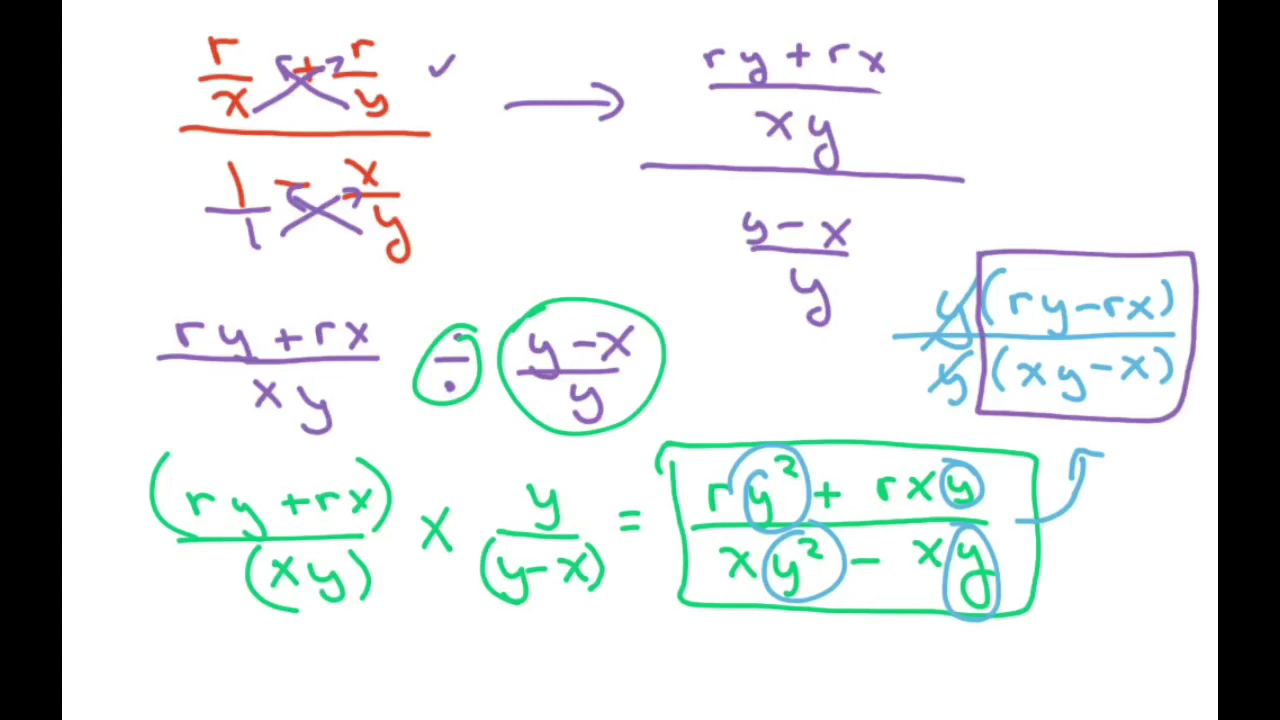 r/x + r/y ✓
1/1 - x/y
→
ry + rx / xy
y - x / y
ry + rx / xy ÷ y - x / y
(ry + rx) / (xy) × y / (y - x) = ry² + rxy / xy² - xy
y(ry - rx) / y(xy - x)